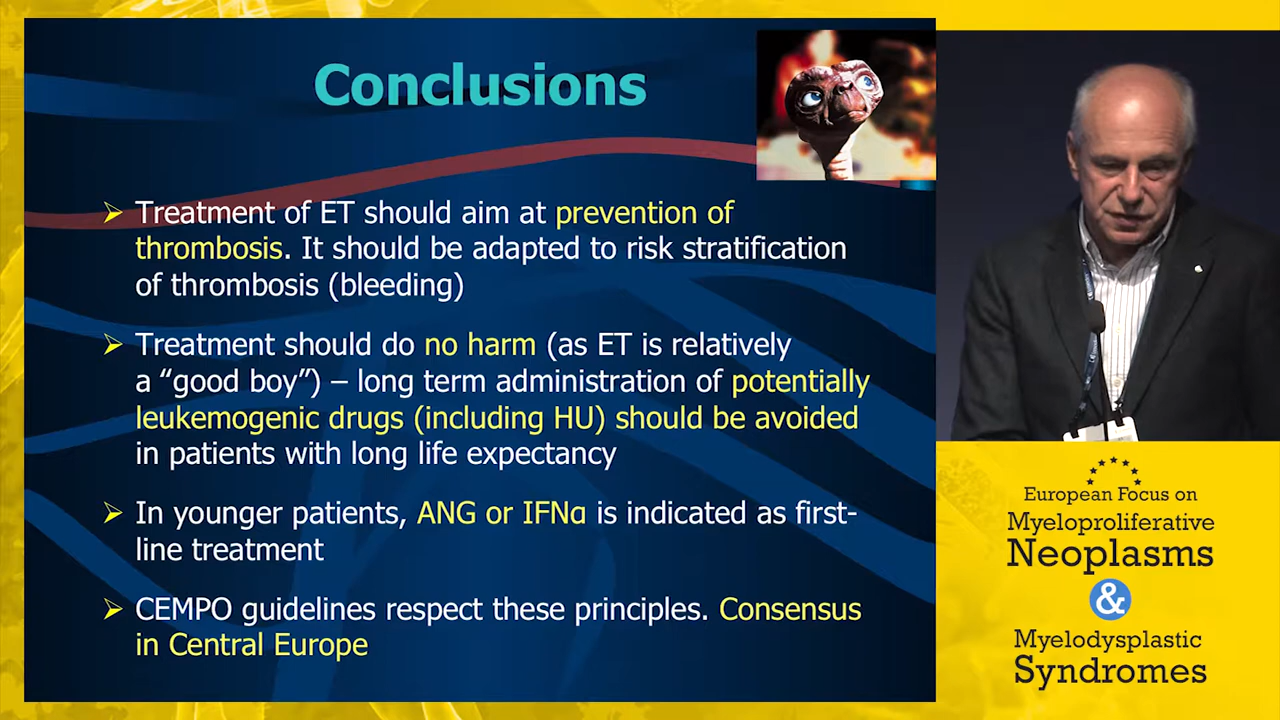 Conclusions
➢ Treatment of ET should aim at prevention of
thrombosis. It should be adapted to risk stratification
of thrombosis (bleeding)
➢ Treatment should do no harm (as ET is relatively
a “good boy”) – long term administration of potentially
leukemogenic drugs (including HU) should be avoided
in patients with long life expectancy
➢ In younger patients, ANG or IFNα is indicated as first-
line treatment
➢ CEMPO guidelines respect these principles. Consensus
in Central Europe
European Focus on
Myeloproliferative
Neoplasms
&
Myelodysplastic
Syndromes